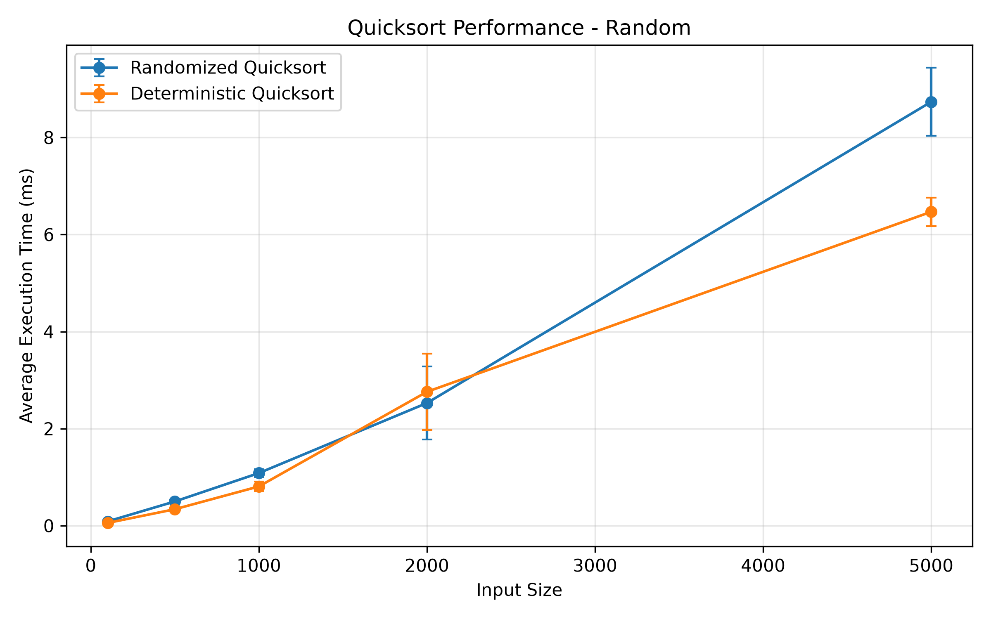 Quicksort Performance - Random
Randomized Quicksort
Deterministic Quicksort
Average Execution Time (ms)
8
6
4
2
0
0 1000 2000 3000 4000 5000
Input Size